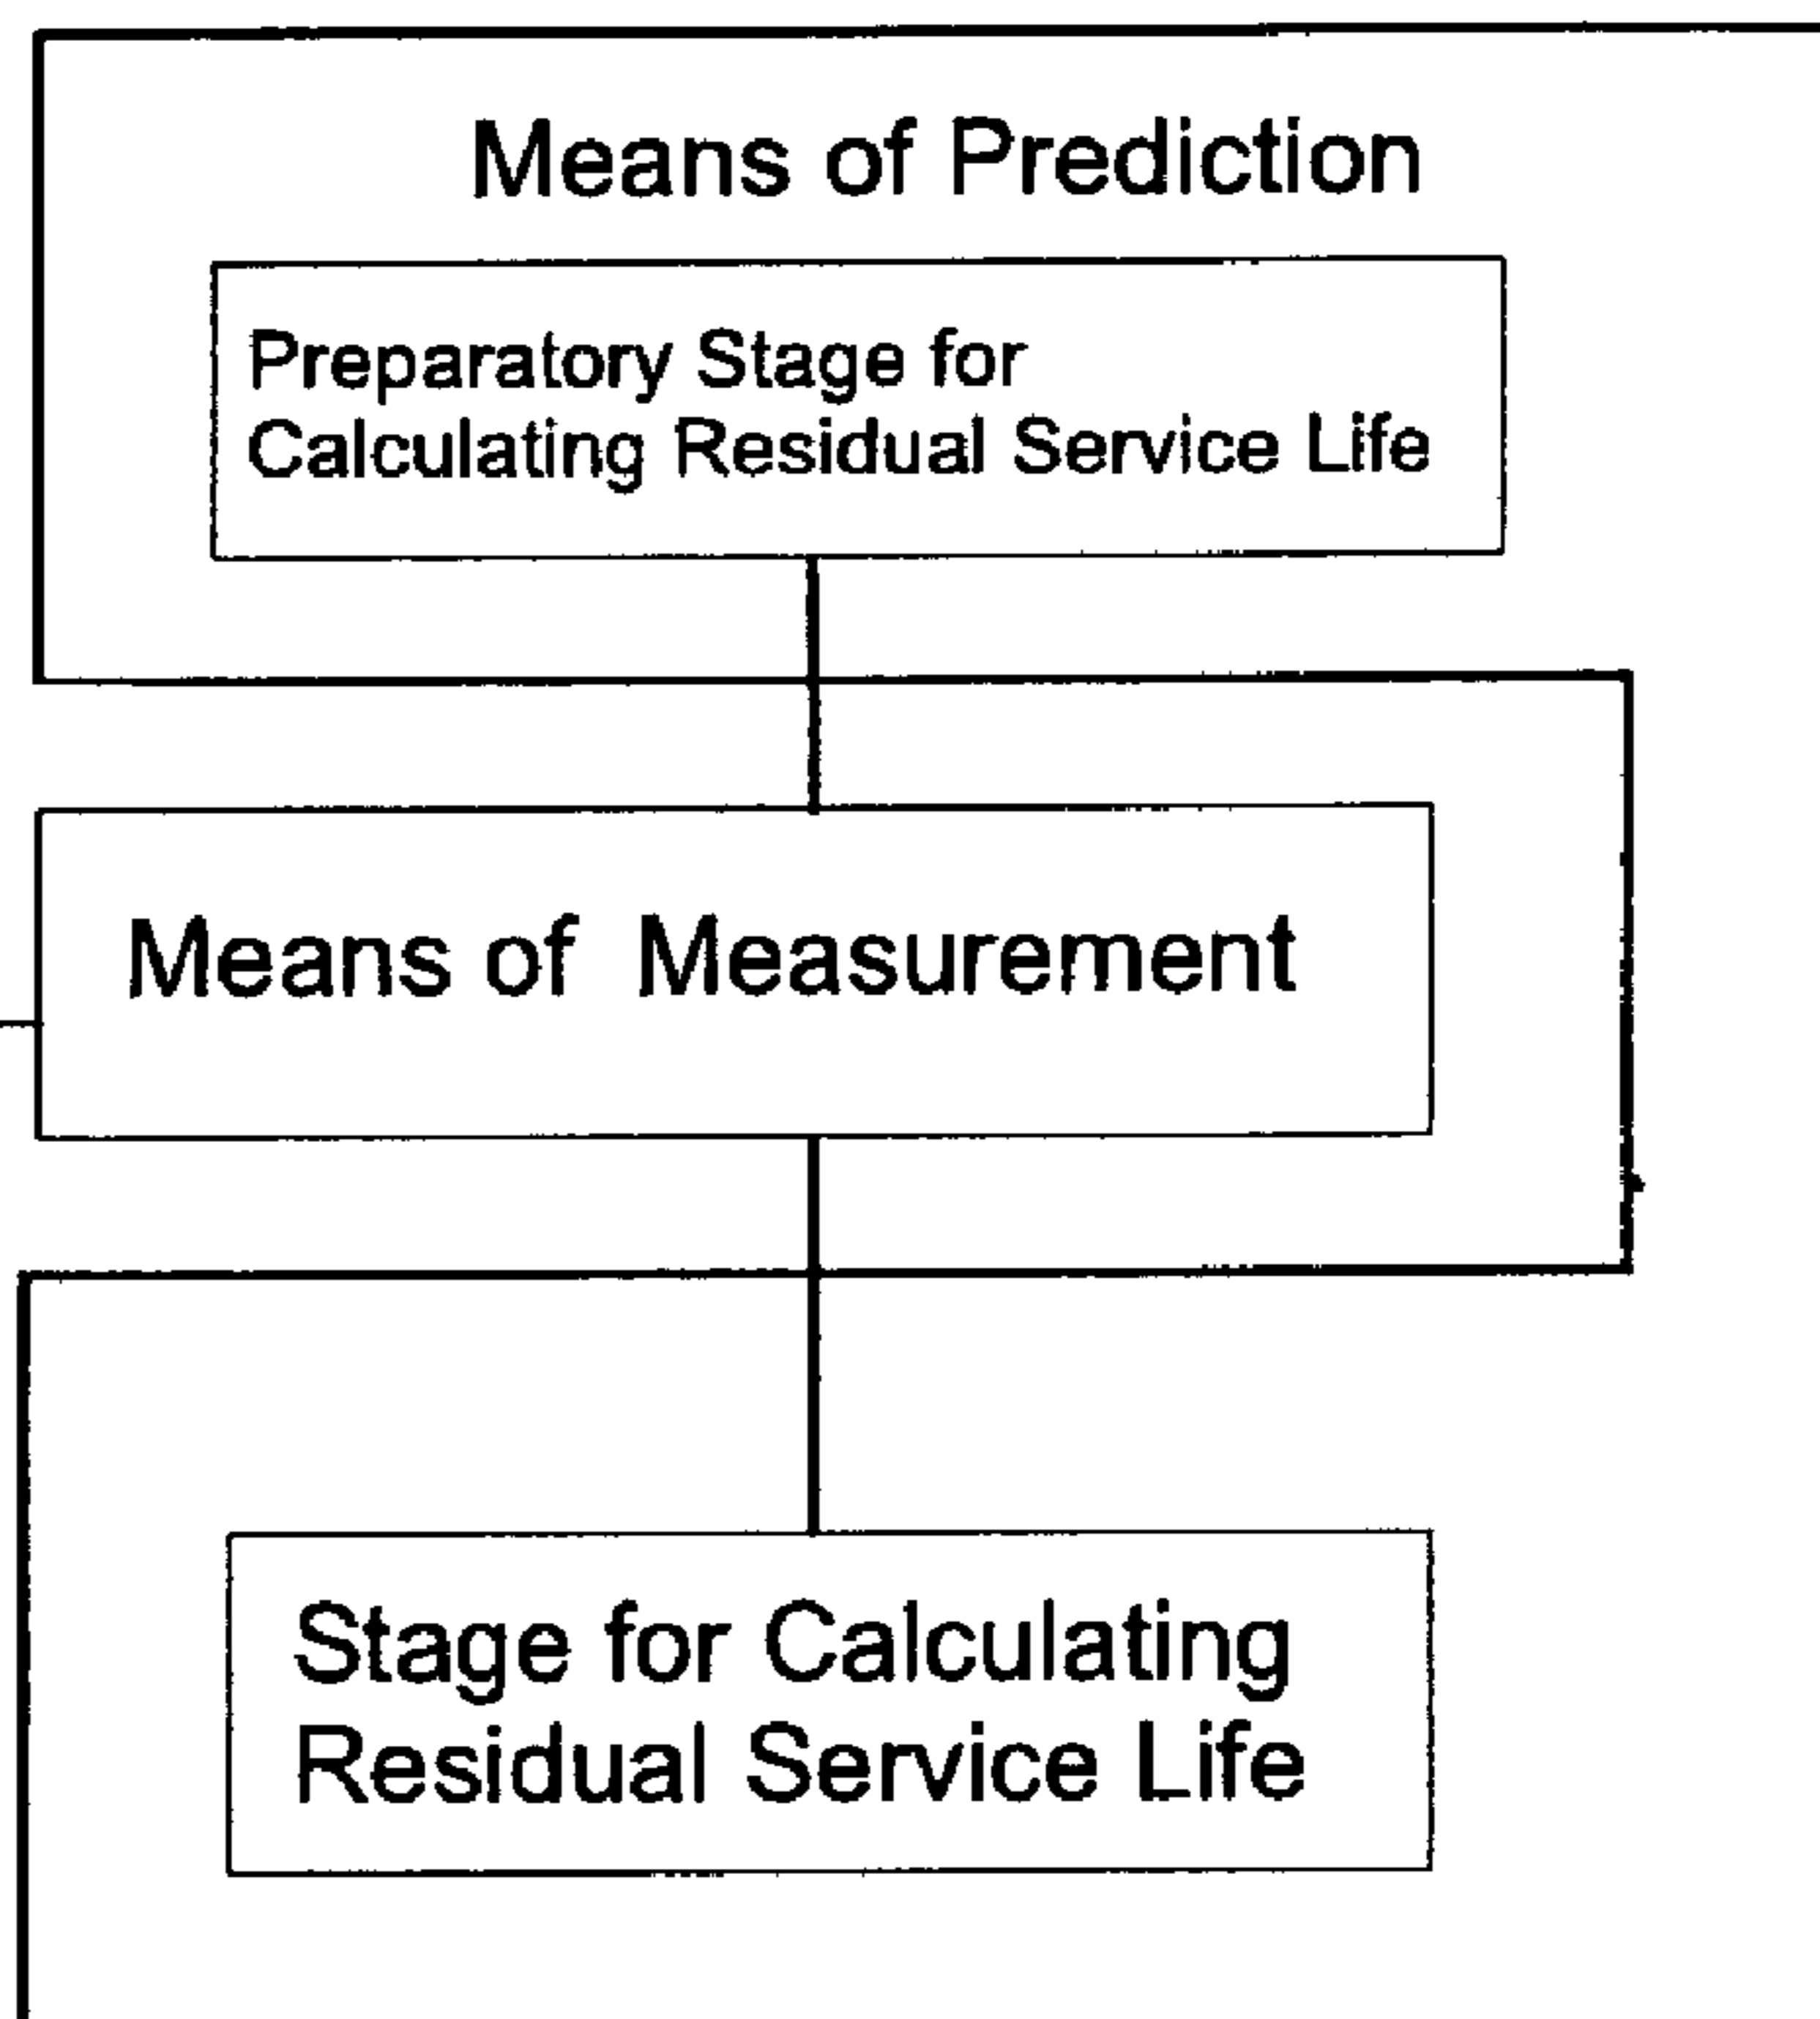 Means of Prediction
Preparatory Stage for
Calculating Residual Service Life
Means of Measurement
Stage for Calculating
Residual Service Life